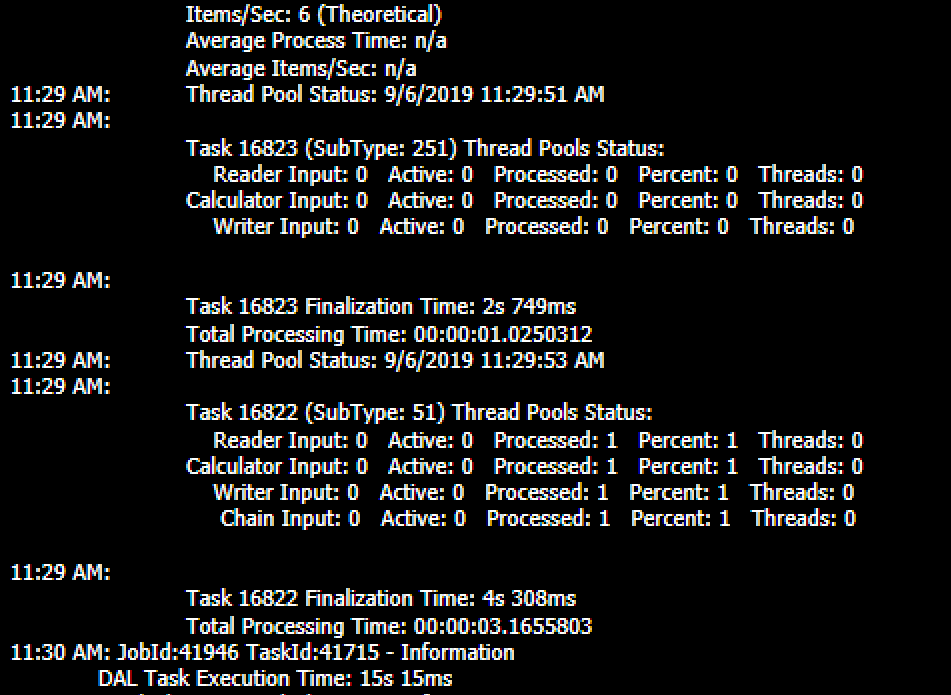 Items/Sec: 6 (Theoretical)
Average Process Time: n/a
Average Items/Sec: n/a
11:29 AM: Thread Pool Status: 9/6/2019 11:29:51 AM
11:29 AM:
Task 16823 (SubType: 251) Thread Pools Status:
Reader Input: 0 Active: 0 Processed: 0 Percent: 0 Threads: 0
Calculator Input: 0 Active: 0 Processed: 0 Percent: 0 Threads: 0
Writer Input: 0 Active: 0 Processed: 0 Percent: 0 Threads: 0
11:29 AM:
Task 16823 Finalization Time: 2s 749ms
Total Processing Time: 00:00:01.0250312
11:29 AM: Thread Pool Status: 9/6/2019 11:29:53 AM
11:29 AM:
Task 16822 (SubType: 51) Thread Pools Status:
Reader Input: 0 Active: 0 Processed: 1 Percent: 1 Threads: 0
Calculator Input: 0 Active: 0 Processed: 1 Percent: 1 Threads: 0
Writer Input: 0 Active: 0 Processed: 1 Percent: 1 Threads: 0
Chain Input: 0 Active: 0 Processed: 1 Percent: 1 Threads: 0
11:29 AM:
Task 16822 Finalization Time: 4s 308ms
Total Processing Time: 00:00:03.1655803
11:30 AM: JobId:41946 TaskId:41715 - Information
DAL Task Execution Time: 15s 15ms